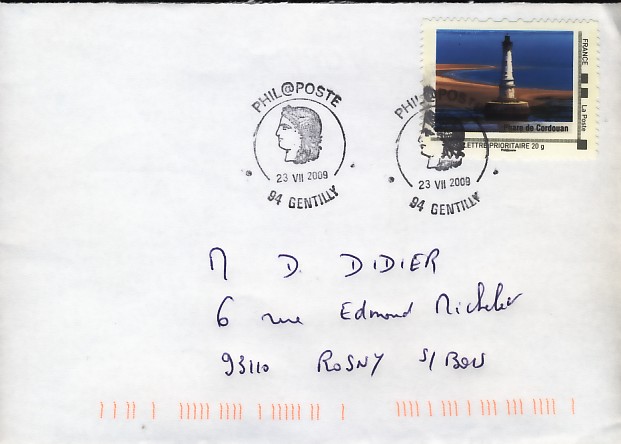 PHIL@POSTE
23 VII 2009
94 GENTILLY
PHIL@POSTE
23 VII 2009
94 GENTILLY
FRANCE
La Poste
Phare de Cordouan
LETTRE PRIORITAIRE 20 g
M D. DIDIER
6 rue Edmond Michelet
93110 ROSNY S/BOIS